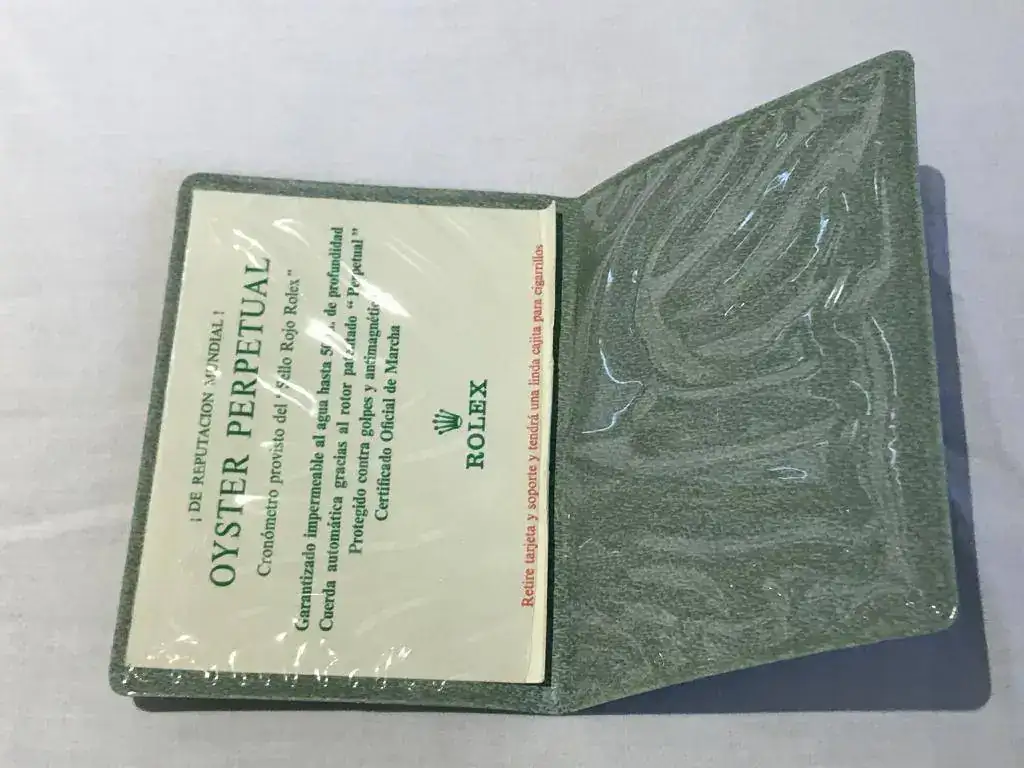 ¡ DE REPUTACION MUNDIAL !
OYSTER PERPETUAL
Cronómetro provisto del " Sello Rojo Rolex"
Garantizado impermeable al agua hasta de profundidad
Cuerda automática gracias al rotor patentado " Perpetual "
Protegido contra golpes y antimagnético
Certificado Oficial de Marcha
ROLEX
Retire tarjeta y soporte y tendrá una linda cajita para cigarrillos